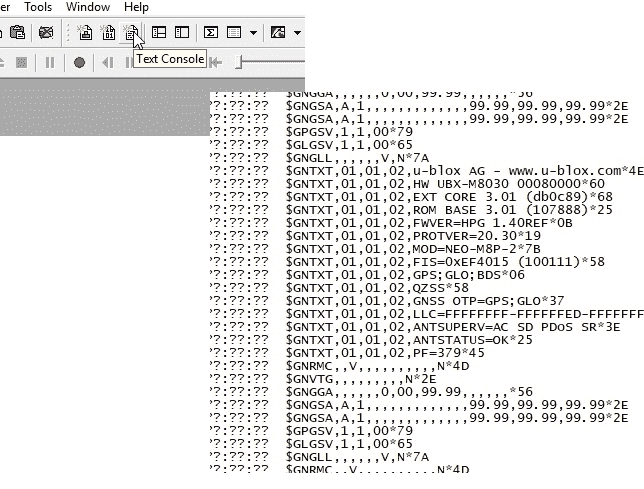 er Tools Window Help
Text Console
??:??:?? $GNGGA,,,,,,0,00,99.99,,,,,,*56
??:??:?? $GNGSA,A,1,,,,,,,,,,,,,99.99,99.99,99.99*2E
??:??:?? $GNGSA,A,1,,,,,,,,,,,,,99.99,99.99,99.99*2E
??:??:?? $GPGSV,1,1,00*79
??:??:?? $GLGSV,1,1,00*65
??:??:?? $GNGLL,,,,,,V,N*7A
??:??:?? $GNTXT,01,01,02,u-blox AG - www.u-blox.com*4E
??:??:?? $GNTXT,01,01,02,HW UBX-M8030 00080000*60
??:??:?? $GNTXT,01,01,02,EXT CORE 3.01 (db0c89)*68
??:??:?? $GNTXT,01,01,02,ROM BASE 3.01 (107888)*25
??:??:?? $GNTXT,01,01,02,FWVER=HPG 1.40REF*0B
??:??:?? $GNTXT,01,01,02,PROTVER=20.30*19
??:??:?? $GNTXT,01,01,02,MOD=NEO-M8P-2*7B
??:??:?? $GNTXT,01,01,02,FIS=0xEF4015 (100111)*58
??:??:?? $GNTXT,01,01,02,GPS;GLO;BDS*06
??:??:?? $GNTXT,01,01,02,QZSS*58
??:??:?? $GNTXT,01,01,02,GNSS OTP=GPS;GLO*37
??:??:?? $GNTXT,01,01,02,LLC=FFFFFFFF-FFFFFFED-FFFFFFF
??:??:?? $GNTXT,01,01,02,ANTSUPERV=AC SD PDoS SR*3E
??:??:?? $GNTXT,01,01,02,ANTSTATUS=OK*25
??:??:?? $GNTXT,01,01,02,PF=379*45
??:??:?? $GNRMC,,V,,,,,,,,,,N*4D
??:??:?? $GNVTG,,,,,,,,,N*2E
??:??:?? $GNGGA,,,,,,0,00,99.99,,,,,,*56
??:??:?? $GNGSA,A,1,,,,,,,,,,,,,99.99,99.99,99.99*2E
??:??:?? $GNGSA,A,1,,,,,,,,,,,,,99.99,99.99,99.99*2E
??:??:?? $GPGSV,1,1,00*79
??:??:?? $GLGSV,1,1,00*65
??:??:?? $GNGLL,,,,,,V,N*7A
??:??:?? $GNRMC,,V,,,,,,,,,,N*4D